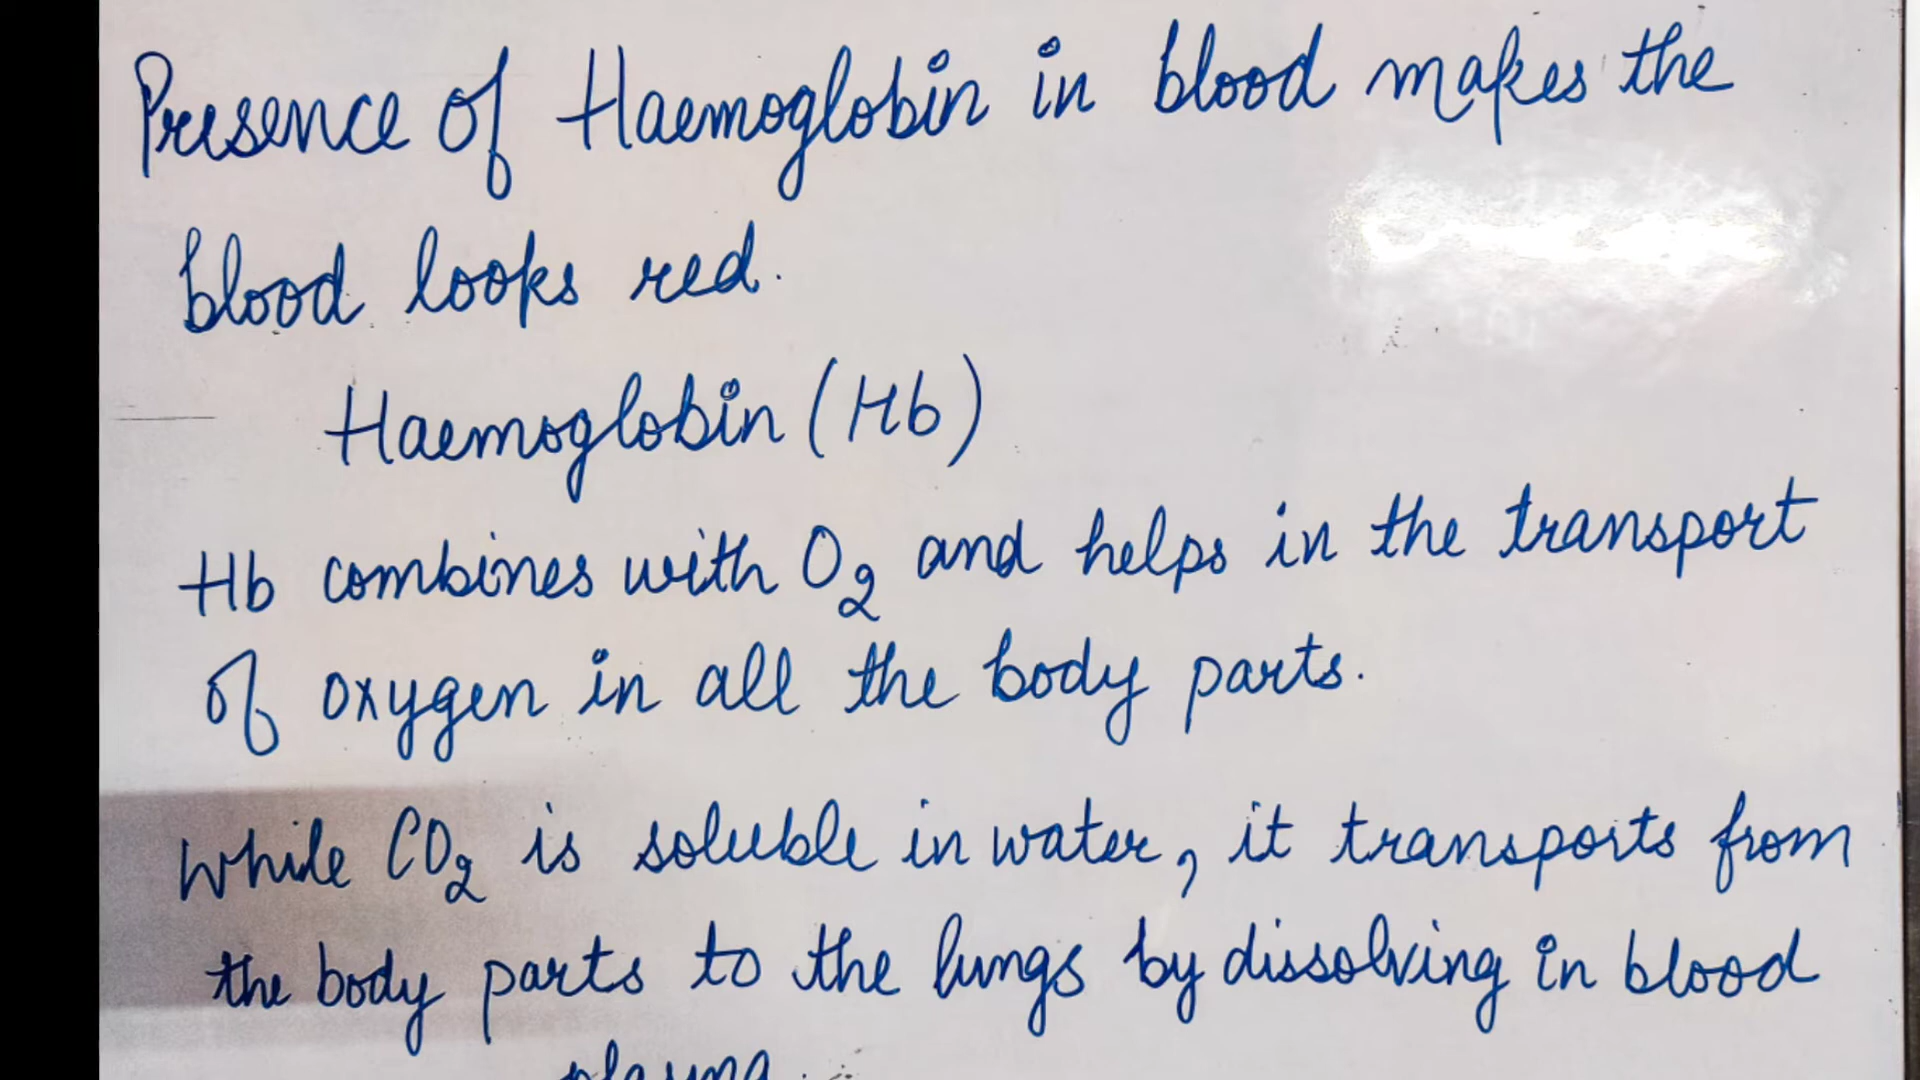 Presence of Haemoglobin in blood makes the
blood looks red.
Haemoglobin (Hb)
Hb combines with O₂ and helps in the transport
of oxygen in all the body parts.
While CO₂ is soluble in water, it transports from
the body parts to the lungs by dissolving in blood
plasma.